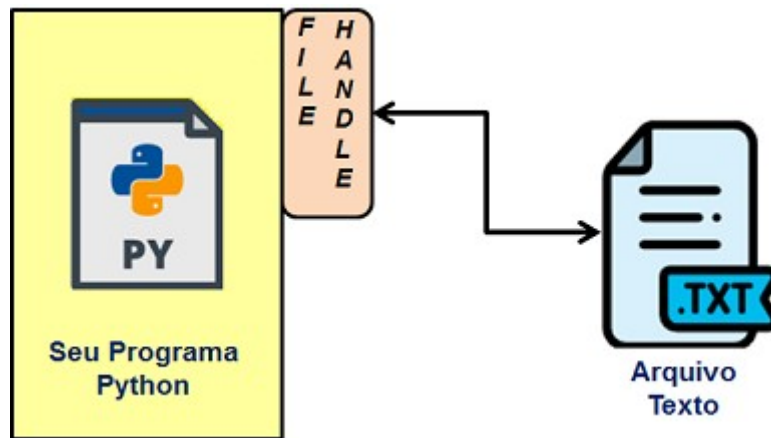 FILE
HANDLE
PY
Seu Programa
Python
.TXT
Arquivo
Texto